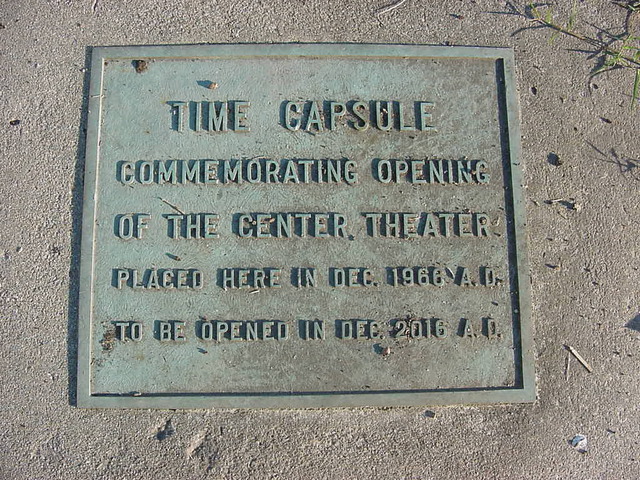 TIME CAPSULE
COMMEMORATING OPENING
OF THE CENTER THEATER
PLACED HERE IN DEC. 1966 A.D.
TO BE OPENED IN DEC. 2016 A.D.